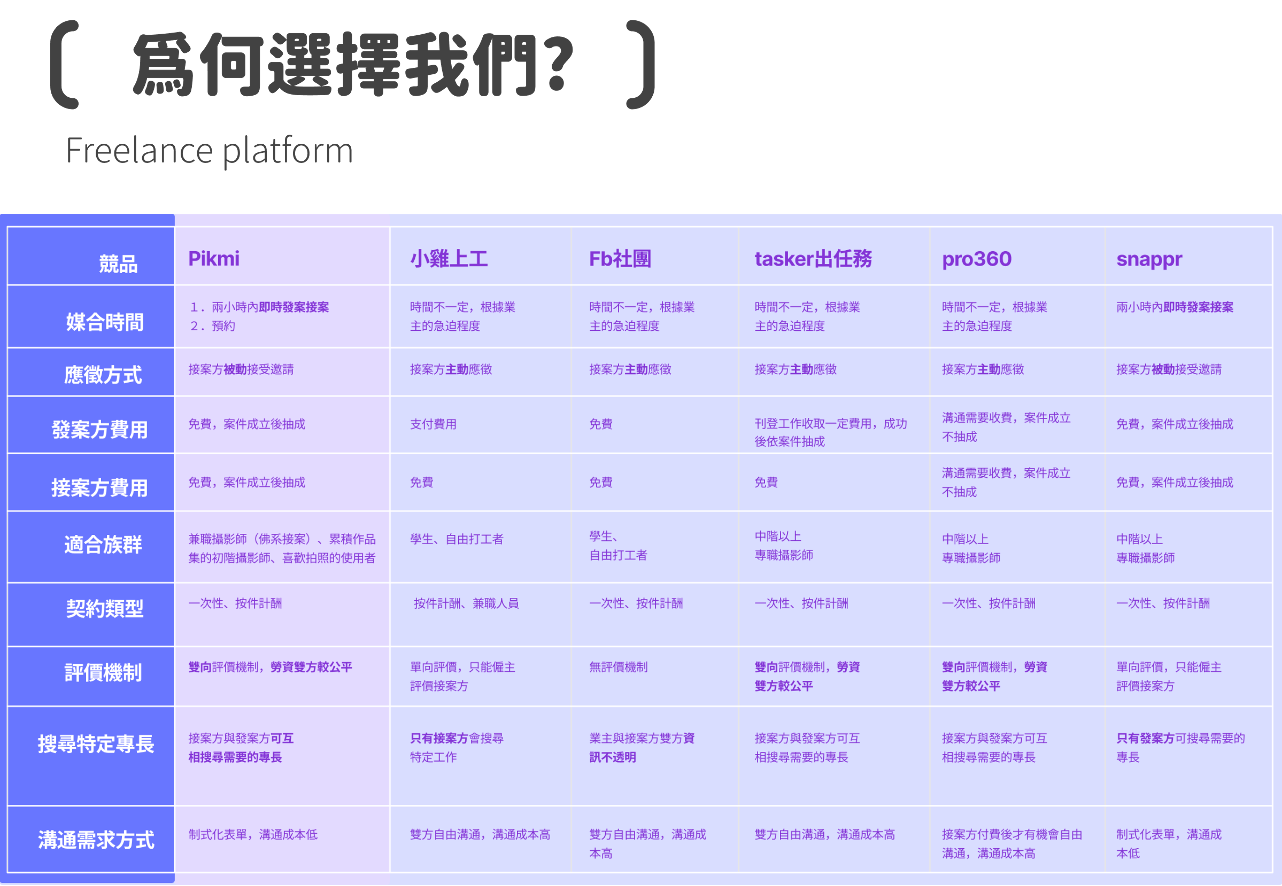 為何選擇我們?
Freelance platform
競品 Pikmi 小雞上工 Fb社團 tasker出任務 pro360 snappr
媒合時間
1. 兩小時內即時發案接案
2. 預約
時間不一定，根據業
主的急迫程度
時間不一定，根據業
主的急迫程度
時間不一定，根據業
主的急迫程度
時間不一定，根據業
主的急迫程度
兩小時內即時發案接案
應徵方式
接案方被動接受邀請
接案方主動應徵
接案方主動應徵
接案方主動應徵
接案方主動應徵
接案方被動接受邀請
發案方費用
免費，案件成立後抽成
支付費用
免費
刊登工作收取一定費用，成功
後依案件抽成
溝通需要收費，案件成立
不抽成
免費，案件成立後抽成
接案方費用
免費，案件成立後抽成
免費
免費
免費
溝通需要收費，案件成立
不抽成
免費，案件成立後抽成
適合族群
兼職攝影師（佛系接案）、累積作品
集的初階攝影師、喜歡拍照的使用者
學生、自由打工者
學生、
自由打工者
中階以上
專職攝影師
中階以上
專職攝影師
中階以上
專職攝影師
契約類型
一次性、按件計酬
按件計酬、兼職人員
一次性、按件計酬
一次性、按件計酬
一次性、按件計酬
一次性、按件計酬
評價機制
雙向評價機制，勞資雙方較公平
單向評價，只能僱主
評價接案方
無評價機制
雙向評價機制，勞資
雙方較公平
雙向評價機制，勞資
雙方較公平
單向評價，只能僱主
評價接案方
搜尋特定專長
接案方與發案方可互
相搜尋需要的專長
只有接案方會搜尋
特定工作
業主與接案方雙方資
訊不透明
接案方與發案方可互
相搜尋需要的專長
接案方與發案方可互
相搜尋需要的專長
只有發案方可搜尋需要的
專長
溝通需求方式
制式化表單，溝通成本低
雙方自由溝通，溝通成本高
雙方自由溝通，溝通成
本高
雙方自由溝通，溝通成本高
接案方付費後才有機會自由
溝通，溝通成本高
制式化表單，溝通成
本低